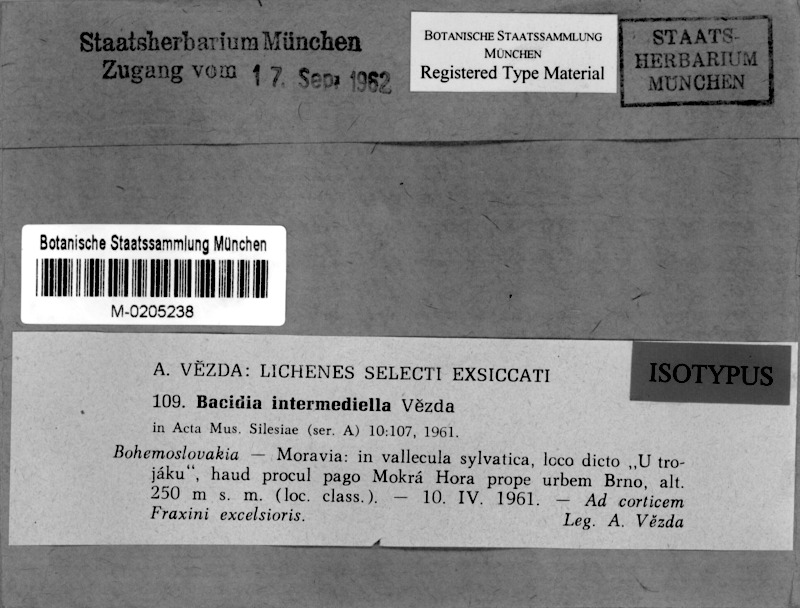 Staatsherbarium München
Zugang vom 17. Sep. 1962
BOTANISCHE STAATSSAMMLUNG
MÜNCHEN
Registered Type Material
STAATS-
HERBARIUM
MÜNCHEN
Botanische Staatssammlung München
M-0205238
A. VĚZDA: LICHENES SELECTI EXSICCATI
ISOTYPUS
109. Bacidia intermediella Vězda
in Acta Mus. Silesiae (ser. A) 10:107, 1961.
Bohemoslovakia — Moravia: in vallecula sylvatica, loco dicto „U tro-
jáku“, haud procul pago Mokrá Hora prope urbem Brno, alt.
250 m s. m. (loc. class.). — 10. IV. 1961. — Ad corticem
Fraxini excelsioris. Leg. A. Vězda